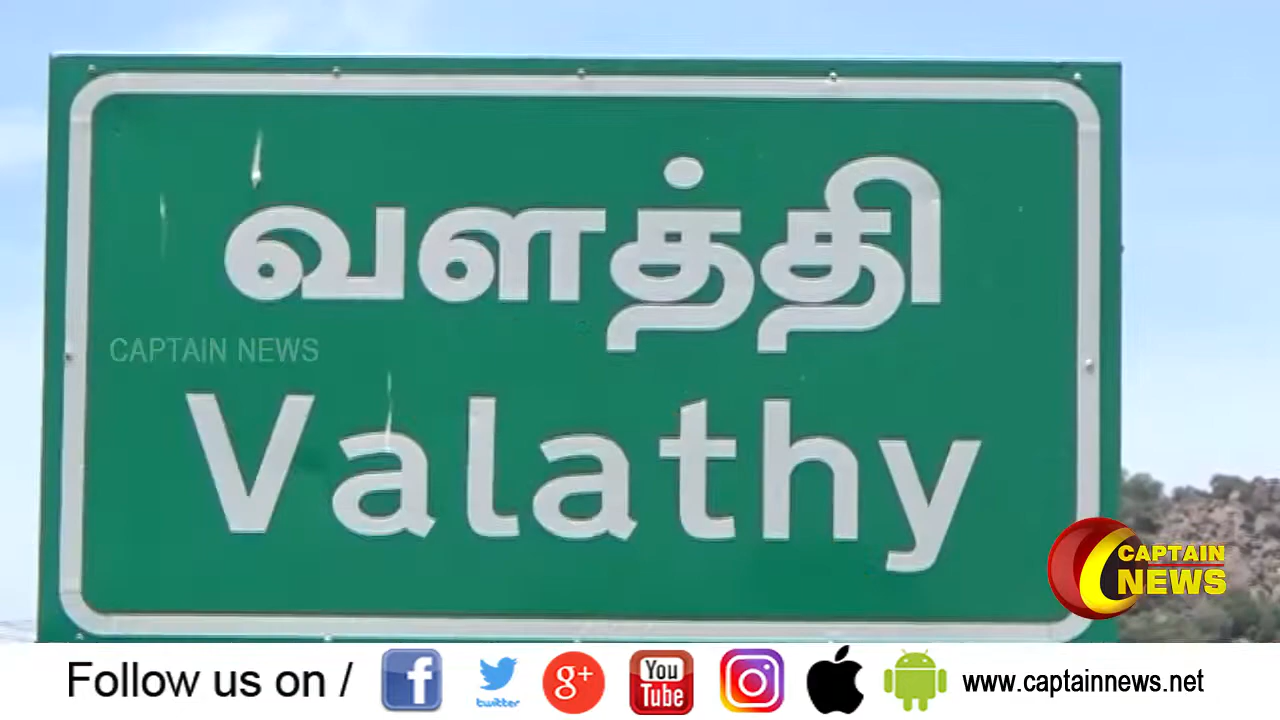 வளத்தி
CAPTAIN NEWS
Valathy
CAPTAIN
NEWS
Follow us on / f g+ You Tube www.captainnews.net
twitter